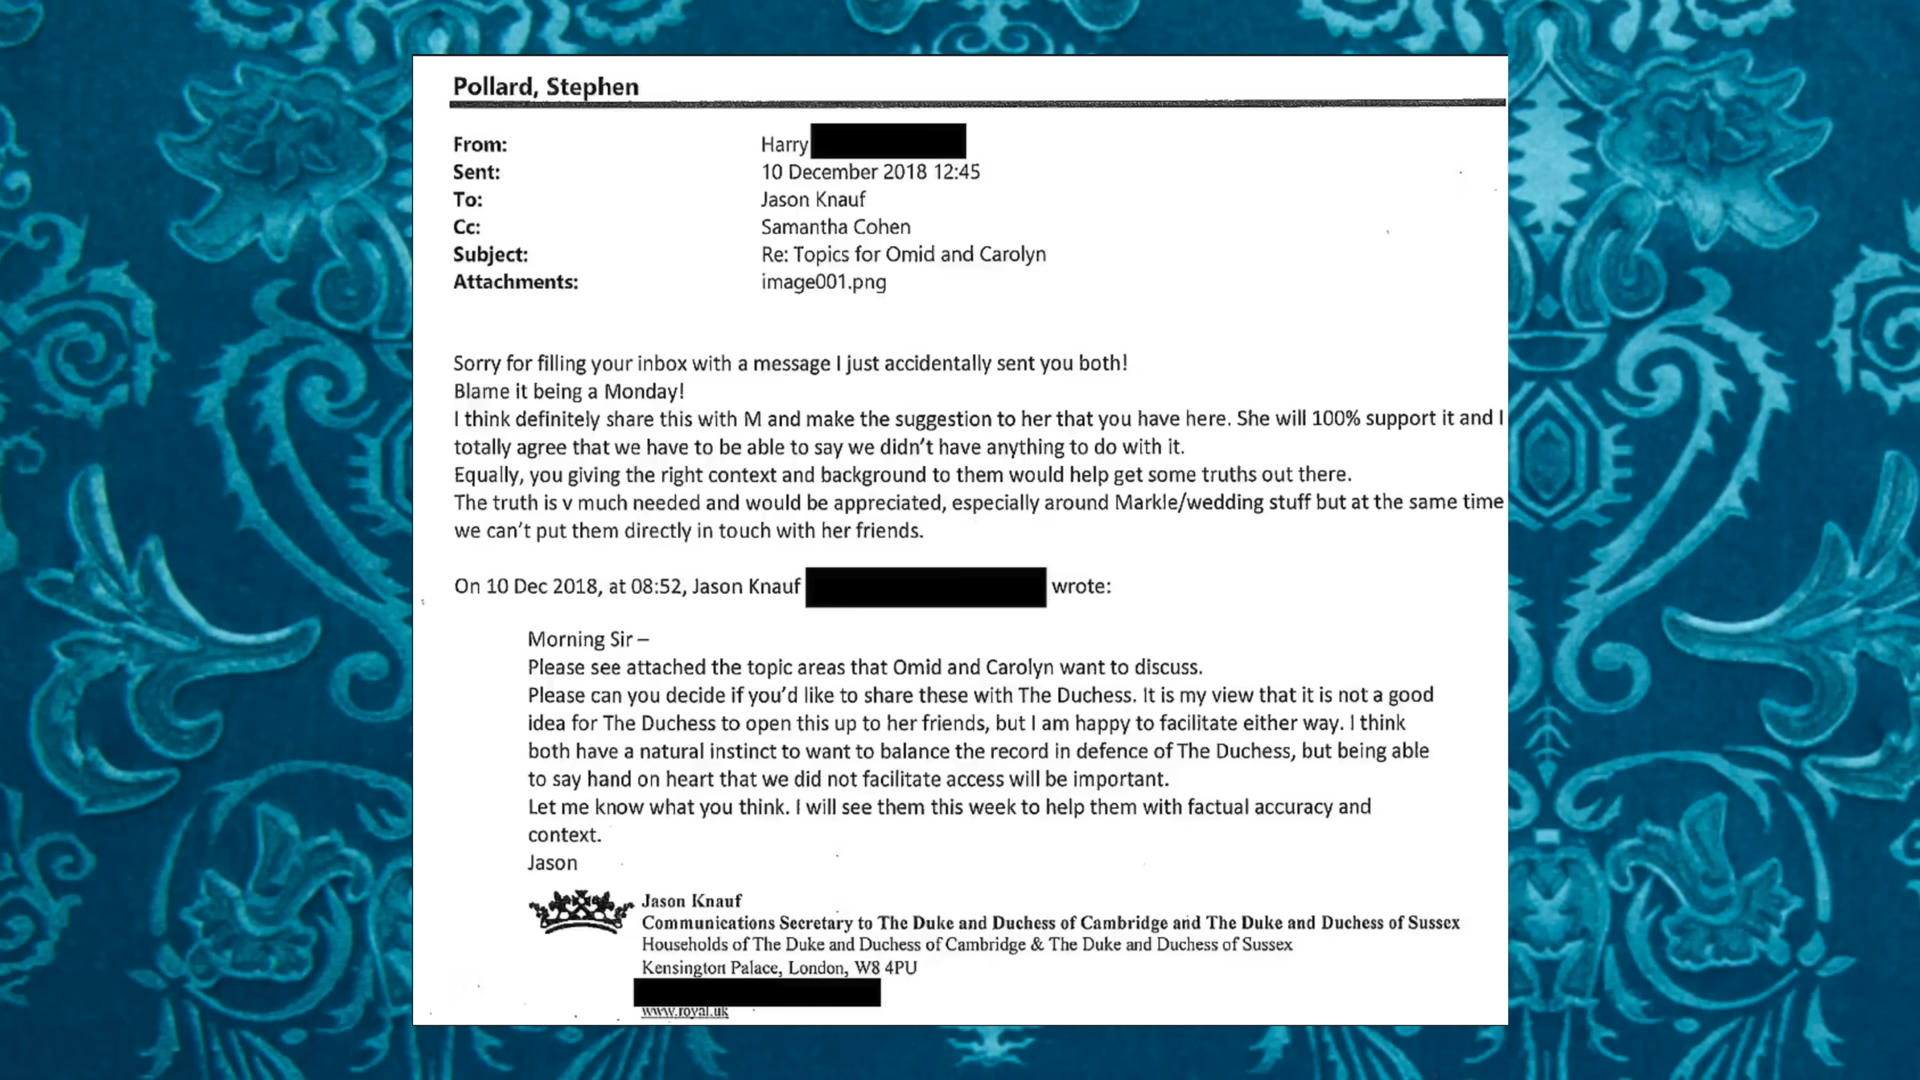 Pollard, Stephen
From: Harry
Sent: 10 December 2018 12:45
To: Jason Knauf
Cc: Samantha Cohen
Subject: Re: Topics for Omid and Carolyn
Attachments: image001.png
Sorry for filling your inbox with a message I just accidentally sent you both!
Blame it being a Monday!
I think definitely share this with M and make the suggestion to her that you have here. She will 100% support it and I
totally agree that we have to be able to say we didn't have anything to do with it.
Equally, you giving the right context and background to them would help get some truths out there.
The truth is v much needed and would be appreciated, especially around Markle/wedding stuff but at the same time
we can't put them directly in touch with her friends.
On 10 Dec 2018, at 08:52, Jason Knauf wrote:
Morning Sir –
Please see attached the topic areas that Omid and Carolyn want to discuss.
Please can you decide if you'd like to share these with The Duchess. It is my view that it is not a good
idea for The Duchess to open this up to her friends, but I am happy to facilitate either way. I think
both have a natural instinct to want to balance the record in defence of The Duchess, but being able
to say hand on heart that we did not facilitate access will be important.
Let me know what you think. I will see them this week to help them with factual accuracy and
context.
Jason
Jason Knauf
Communications Secretary to The Duke and Duchess of Cambridge and The Duke and Duchess of Sussex
Households of The Duke and Duchess of Cambridge & The Duke and Duchess of Sussex
Kensington Palace, London, W8 4PU
www.royal.uk